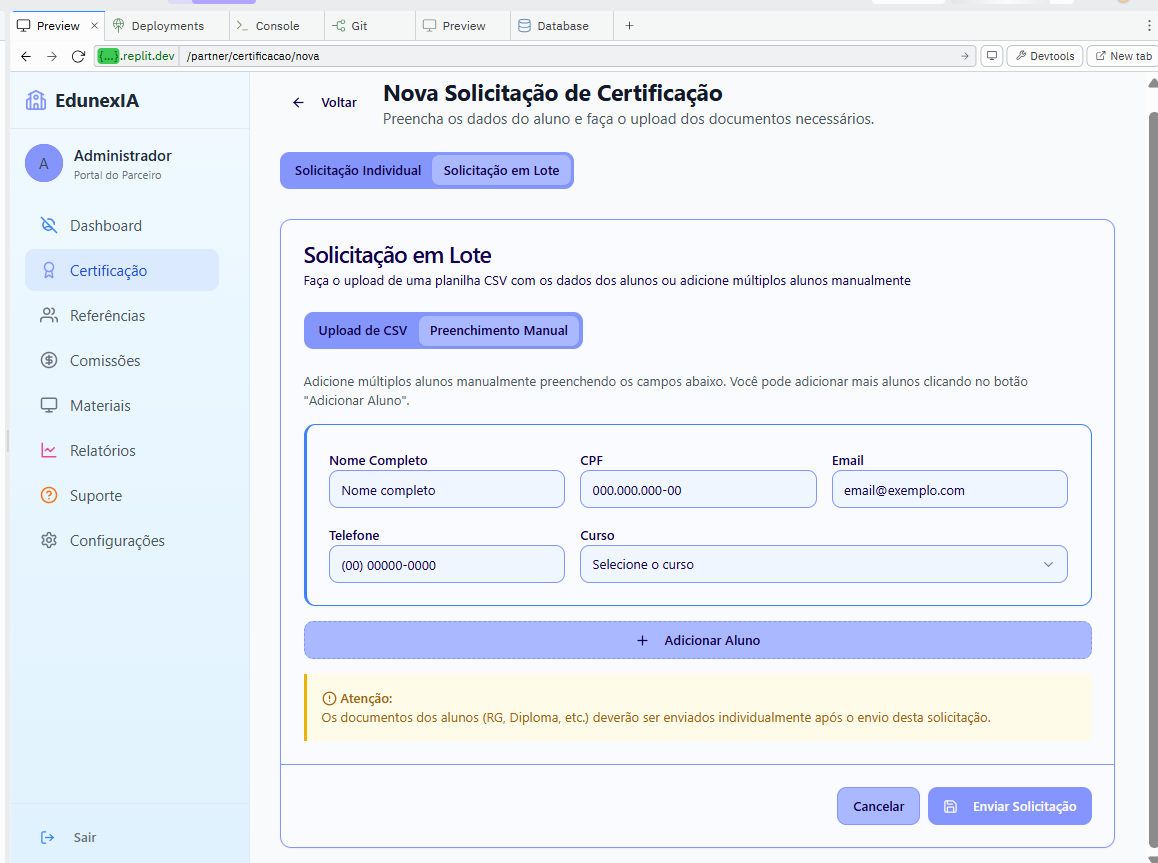 Preview
Deployments
Console
Git
Preview
Database
{...}.replit.dev
/partner/certificacao/nova
Devtools
New tab
EdunexIA
A
Administrador
Portal do Parceiro
Dashboard
Certificação
Referências
Comissões
Materiais
Relatórios
Suporte
Configurações
Sair
Voltar
Nova Solicitação de Certificação
Preencha os dados do aluno e faça o upload dos documentos necessários.
Solicitação Individual
Solicitação em Lote
Solicitação em Lote
Faça o upload de uma planilha CSV com os dados dos alunos ou adicione múltiplos alunos manualmente
Upload de CSV
Preenchimento Manual
Adicione múltiplos alunos manualmente preenchendo os campos abaixo. Você pode adicionar mais alunos clicando no botão
"Adicionar Aluno".
Nome Completo
CPF
Email
Nome completo
000.000.000-00
email@exemplo.com
Telefone
Curso
(00) 00000-0000
Selecione o curso
+ Adicionar Aluno
Atenção:
Os documentos dos alunos (RG, Diploma, etc.) deverão ser enviados individualmente após o envio desta solicitação.
Cancelar
Enviar Solicitação